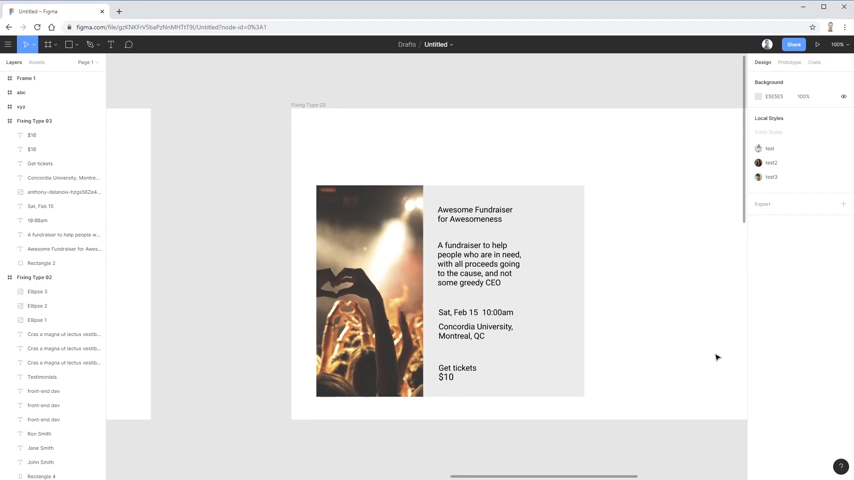 Untitled – Figma
figma.com/file/gzKNKFrVSbaPzNnMHTtT9I/Untitled?node-id=0%3A1
Drafts / Untitled
Share
100%
Layers
Assets
Page 1
Design
Prototype
Code
Frame 1
abc
xyz
Fixing Type 03
$10
$10
Get tickets
Concordia University, Montre...
anthony-delanoix-hzgs56Ze4...
Sat, Feb 15
10:00am
A fundraiser to help people w...
Awesome Fundraiser for Awes...
Rectangle 2
Fixing Type 02
Ellipse 3
Ellipse 2
Ellipse 1
Cras a magna ut lectus vestib...
Cras a magna ut lectus vestib...
Cras a magna ut lectus vestib...
Testimonials
front-end dev
front-end dev
front-end dev
Ron Smith
Jane Smith
John Smith
Rectangle 4
Fixing Type 03
Awesome Fundraiser
for Awesomeness
A fundraiser to help
people who are in need,
with all proceeds going
to the cause, and not
some greedy CEO
Sat, Feb 15 10:00am
Concordia University,
Montreal, QC
Get tickets
$10
Background
E5E5E5 100%
Local Styles
Color Styles
test
test2
test3
Export
?